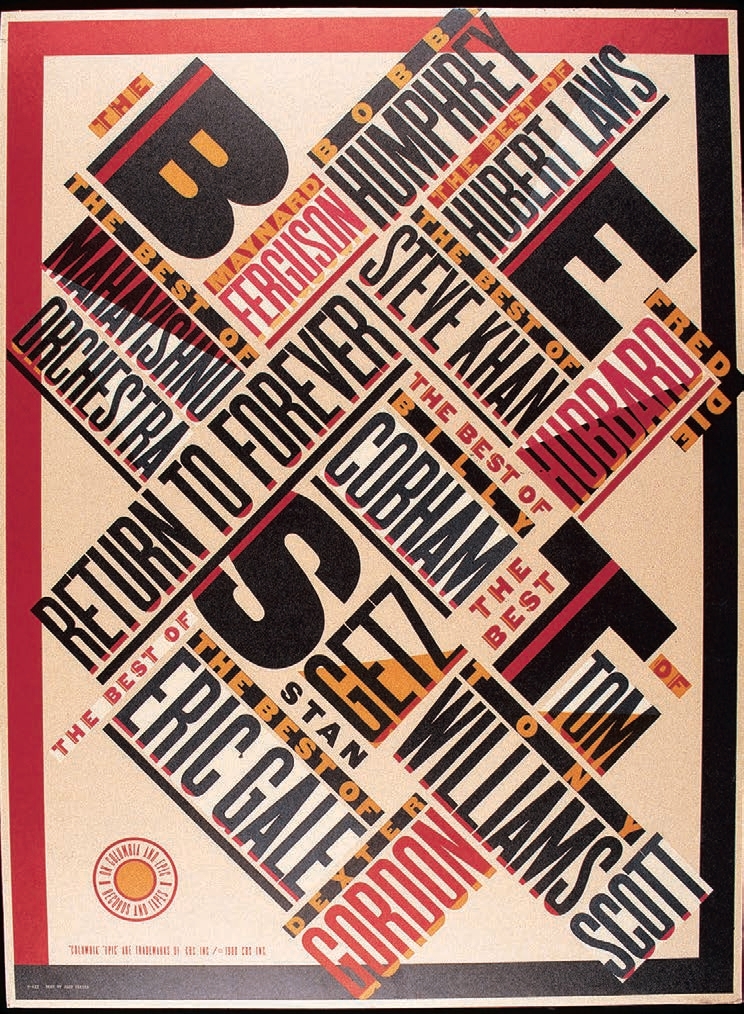 THE
B
E
S
T
OF
BOBBI
HUMPHREY
THE BEST OF
HUBERT LAWS
MAYNARD
FERGUSON
THE BEST OF
MAHAVISHNU
ORCHESTRA
THE BEST OF
STEVE KHAN
FREDDIE
HUBBARD
RETURN TO FOREVER
THE BEST OF
BILLY
COBHAM
THE
BEST
OF
TOM
SCOTT
STAN
GETZ
THE BEST OF
THE BEST OF
ERIC GALE
TONY
WILLIAMS
DEXTER
GORDON
ON COLUMBIA AND EPIC
RECORDS AND TAPES
"COLUMBIA "EPIC" ARE TRADEMARKS OF CBS INC. / © 1980 CBS INC.